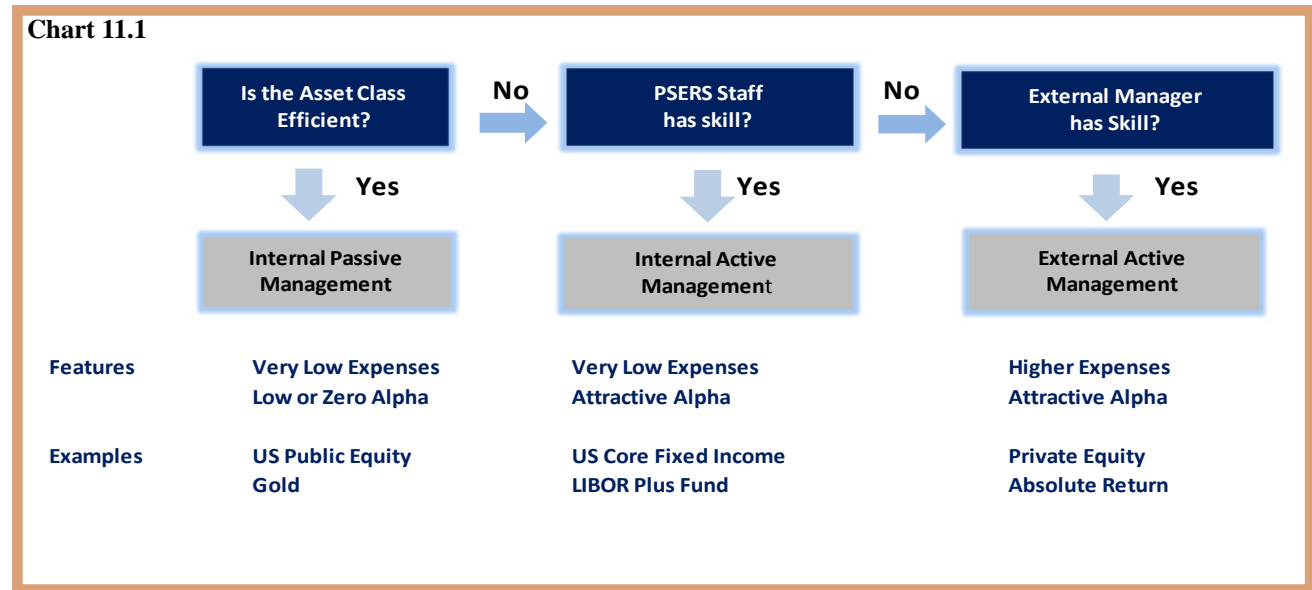 Chart 11.1
Is the Asset Class
Efficient?
No
PSERS Staff
has skill?
No
External Manager
has Skill?
Yes
Yes
Yes
Internal Passive
Management
Internal Active
Management
External Active
Management
Features
Very Low Expenses
Low or Zero Alpha
Very Low Expenses
Attractive Alpha
Higher Expenses
Attractive Alpha
Examples
US Public Equity
Gold
US Core Fixed Income
LIBOR Plus Fund
Private Equity
Absolute Return